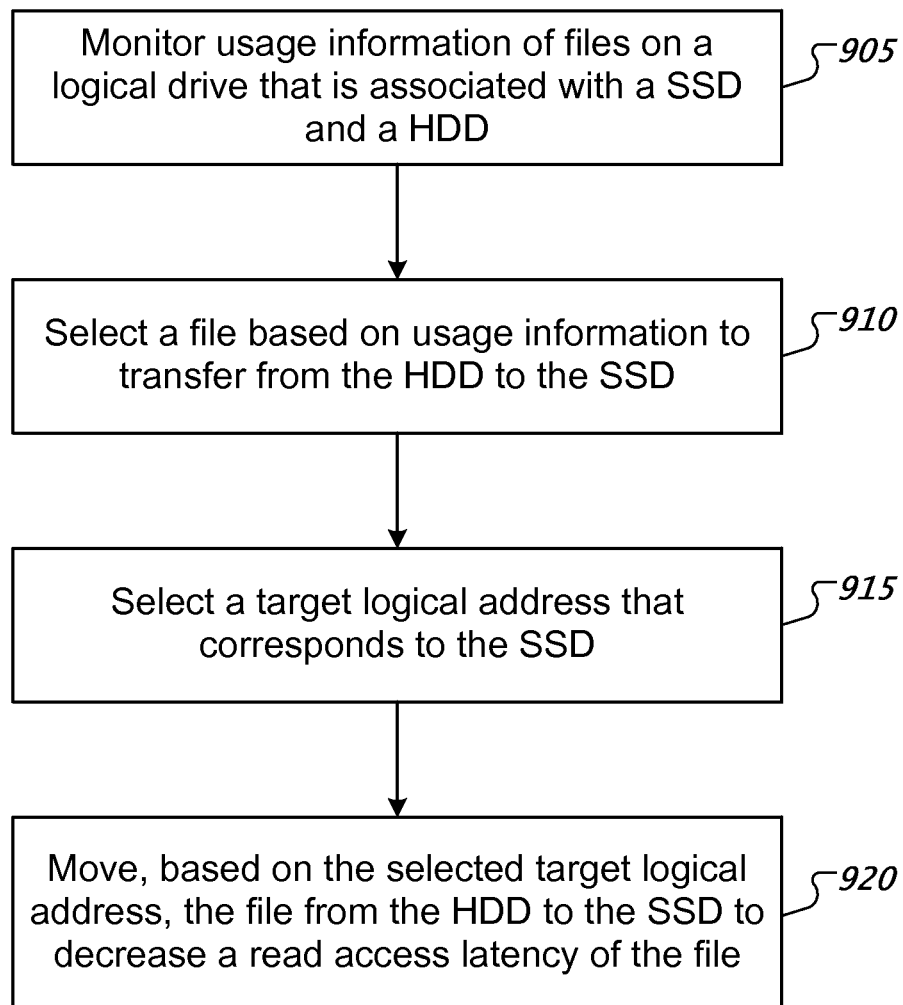 Monitor usage information of files on a
logical drive that is associated with a SSD
and a HDD
905
Select a file based on usage information to
transfer from the HDD to the SSD
910
Select a target logical address that
corresponds to the SSD
915
Move, based on the selected target logical
address, the file from the HDD to the SSD to
decrease a read access latency of the file
920